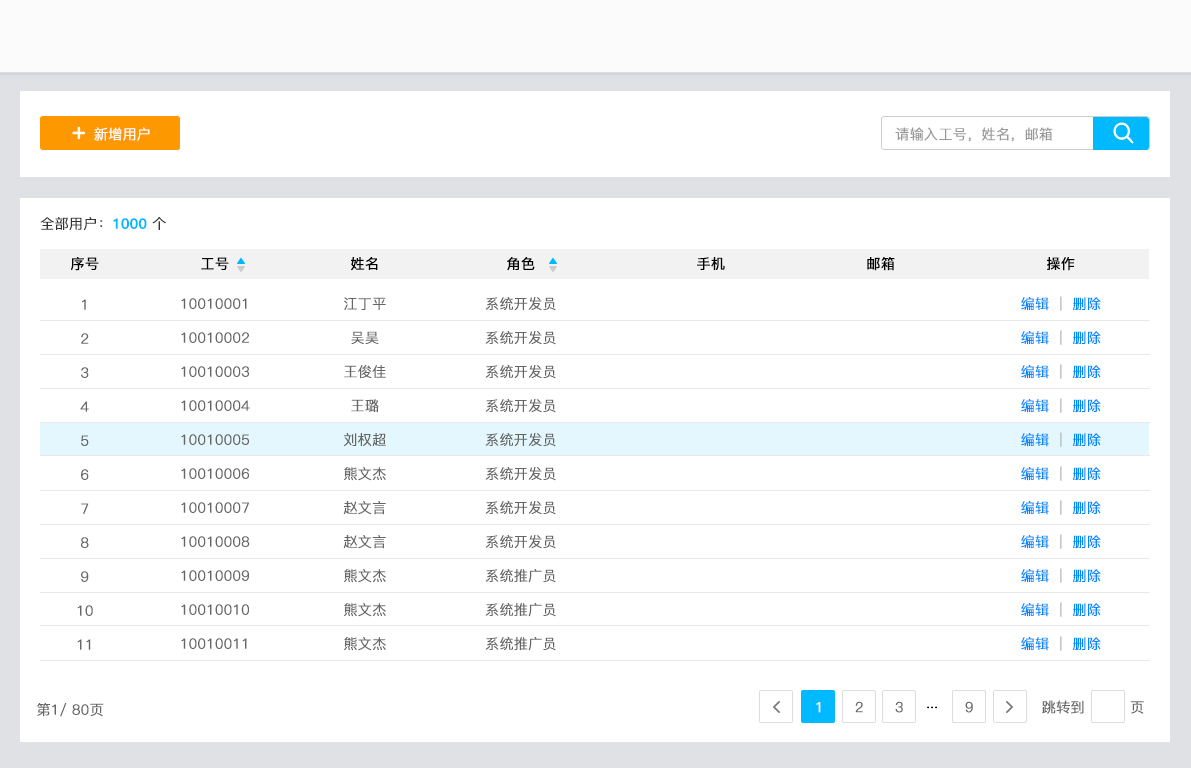 新增用户 请输入工号，姓名，邮箱
全部用户：1000 个
序号 工号 姓名 角色 手机 邮箱 操作
1 10010001 江丁平 系统开发员 编辑 | 删除
2 10010002 吴昊 系统开发员 编辑 | 删除
3 10010003 王俊佳 系统开发员 编辑 | 删除
4 10010004 王璐 系统开发员 编辑 | 删除
5 10010005 刘权超 系统开发员 编辑 | 删除
6 10010006 熊文杰 系统开发员 编辑 | 删除
7 10010007 赵文言 系统开发员 编辑 | 删除
8 10010008 赵文言 系统开发员 编辑 | 删除
9 10010009 熊文杰 系统推广员 编辑 | 删除
10 10010010 熊文杰 系统推广员 编辑 | 删除
11 10010011 熊文杰 系统推广员 编辑 | 删除
第1/ 80页 < 1 2 3 ··· 9 > 跳转到 页